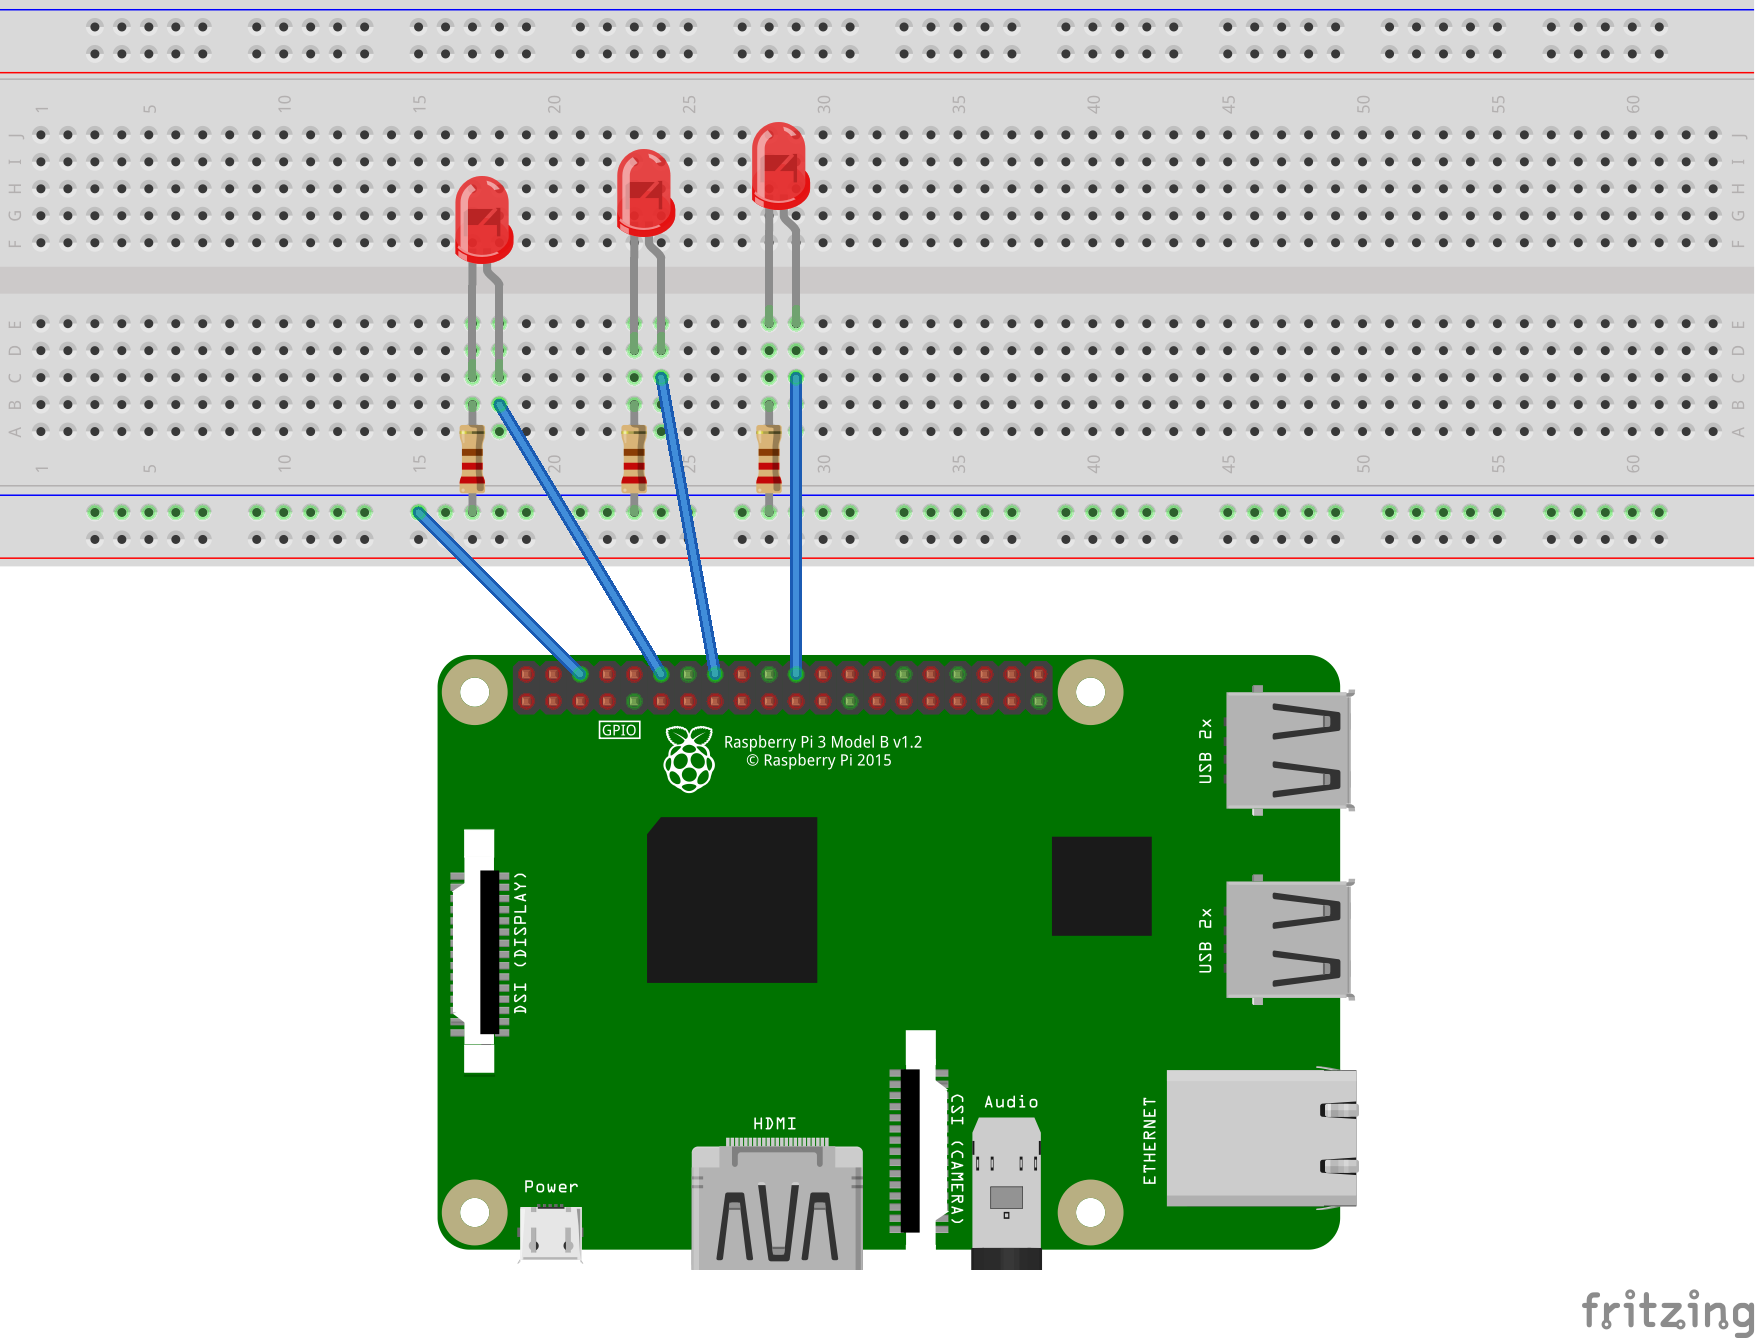 1 5 10 15 20 25 30 35 40 45 50 55 60
J J
I I
H H
G G
F F
E E
D D
C C
B B
A A
1 5 10 15 20 25 30 35 40 45 50 55 60
GPIO
Raspberry Pi 3 Model B v1.2
© Raspberry Pi 2015
USB 2x
DSI (DISPLAY)
USB 2x
CSI (CAMERA)
Audio
ETHERNET
HDMI
Power
fritzing